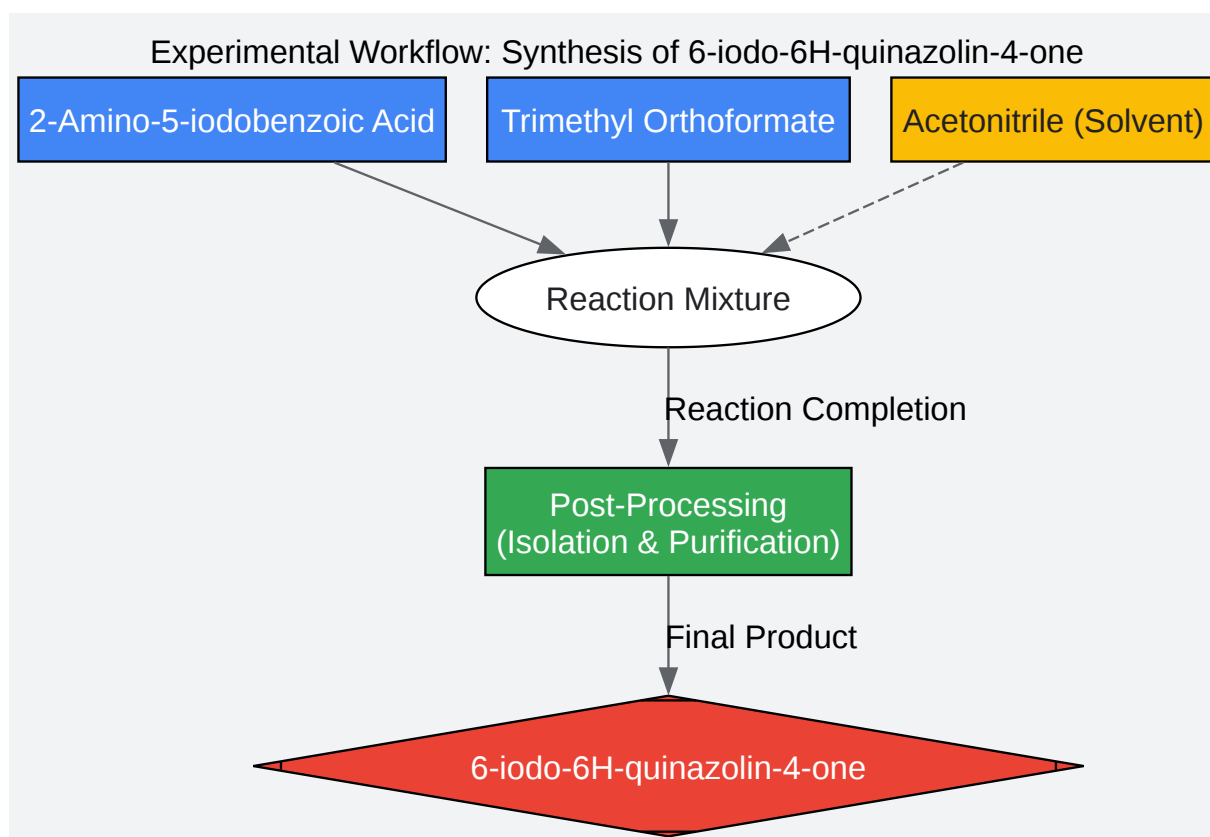 Experimental Workflow: Synthesis of 6-iodo-6H-quinazolin-4-one
2-Amino-5-iodobenzoic Acid
Trimethyl Orthoformate
Acetonitrile (Solvent)
Reaction Mixture
Reaction Completion
Post-Processing
(Isolation & Purification)
Final Product
6-iodo-6H-quinazolin-4-one